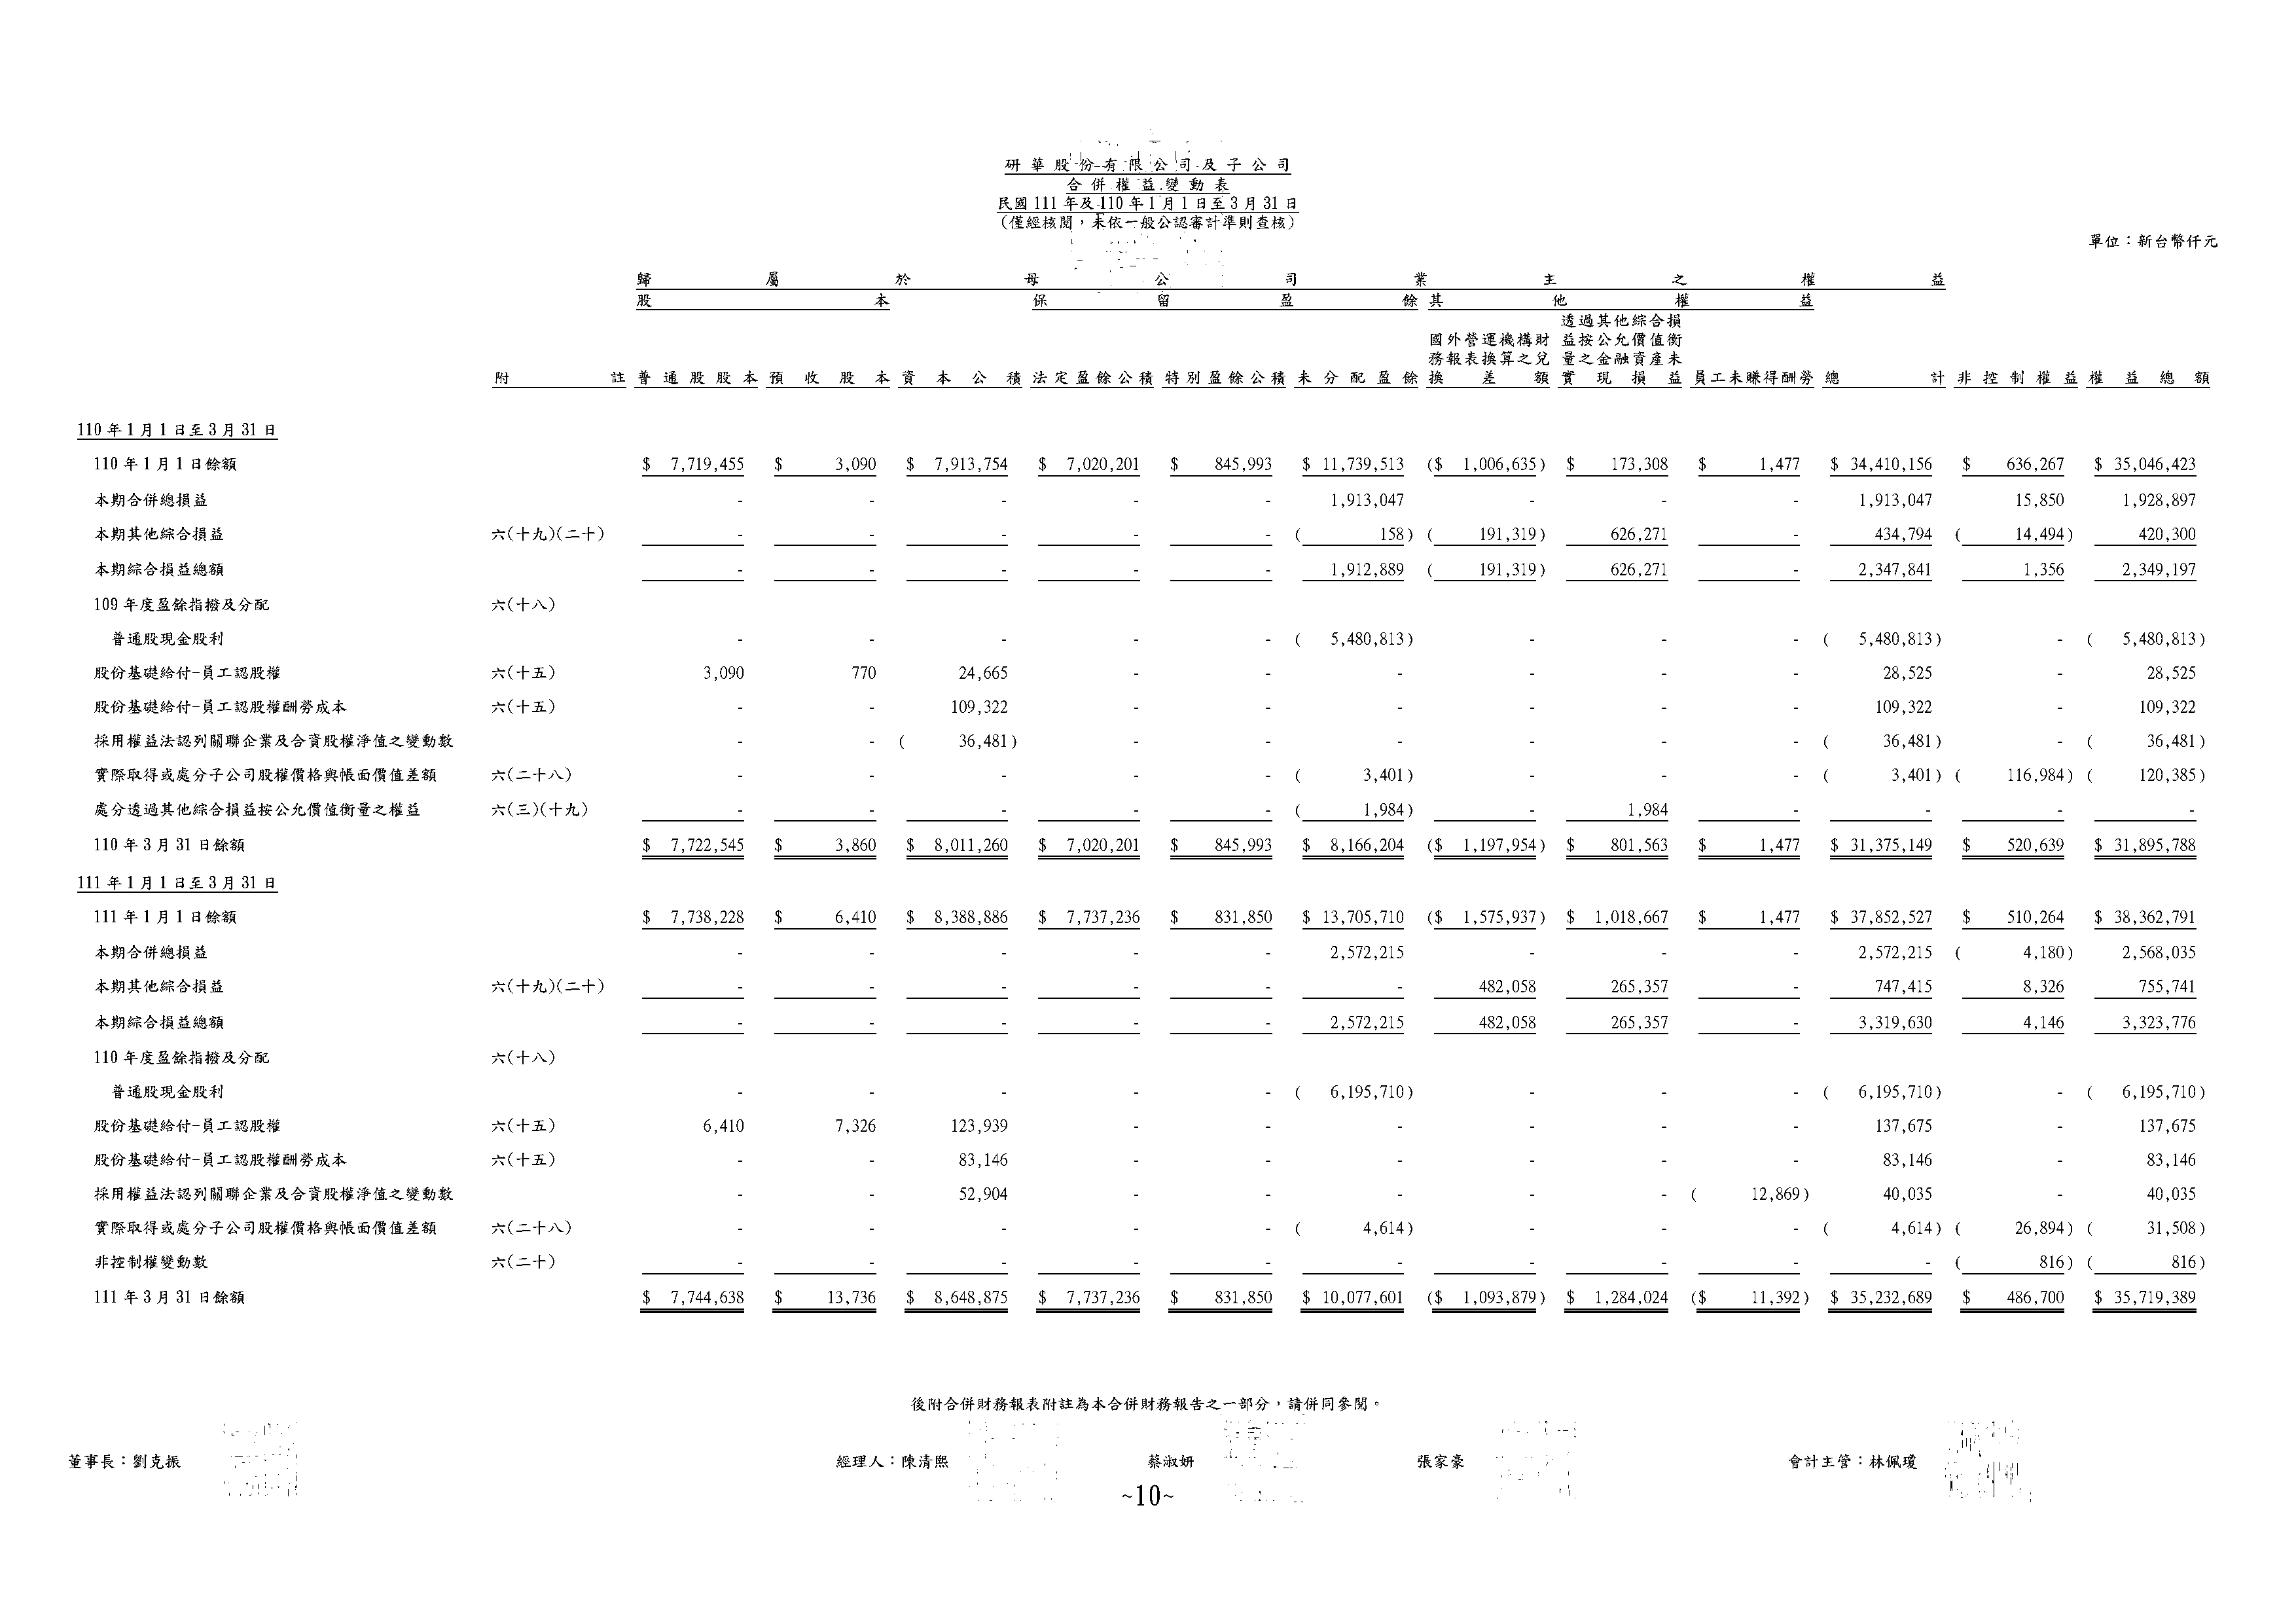 研華股份有限公司及子公司
合併權益變動表
民國111年及110年1月1日至3月31日
(僅經核閱，未依一般公認審計準則查核)
單位：新台幣仟元
歸屬於母公司業主之權益
股本 保留盈餘 其他權益
附註 普通股股本 預收股本 資本公積 法定盈餘公積 特別盈餘公積 未分配盈餘 國外營運機構財務報表換算之兌換差額 透過其他綜合損益按公允價值衡量之金融資產未實現損益 員工未賺得酬勞 總計 非控制權益 權益總額
110年1月1日至3月31日
110年1月1日餘額 $ 7,719,455 $ 3,090 $ 7,913,754 $ 7,020,201 $ 845,993 $ 11,739,513 ($ 1,006,635) $ 173,308 $ 1,477 $ 34,410,156 $ 636,267 $ 35,046,423
本期合併總損益 - - - - - 1,913,047 - - - 1,913,047 15,850 1,928,897
本期其他綜合損益 六(十九)(二十) - - - - - ( 158) ( 191,319) 626,271 - 434,794 ( 14,494) 420,300
本期綜合損益總額 - - - - - 1,912,889 ( 191,319) 626,271 - 2,347,841 1,356 2,349,197
109年度盈餘指撥及分配 六(十八)
普通股現金股利 - - - - - ( 5,480,813) - - - ( 5,480,813) - ( 5,480,813)
股份基礎給付-員工認股權 六(十五) 3,090 770 24,665 - - - - - - 28,525 - 28,525
股份基礎給付-員工認股權酬勞成本 六(十五) - - 109,322 - - - - - - 109,322 - 109,322
採用權益法認列關聯企業及合資股權淨值之變動數 - - ( 36,481) - - - - - - ( 36,481) - ( 36,481)
實際取得或處分子公司股權價格與帳面價值差額 六(二十八) - - - - - ( 3,401) - - - ( 3,401) ( 116,984) ( 120,385)
處分透過其他綜合損益按公允價值衡量之權益 六(三)(十九) - - - - - ( 1,984) - 1,984 - - - -
110年3月31日餘額 $ 7,722,545 $ 3,860 $ 8,011,260 $ 7,020,201 $ 845,993 $ 8,166,204 ($ 1,197,954) $ 801,563 $ 1,477 $ 31,375,149 $ 520,639 $ 31,895,788
111年1月1日至3月31日
111年1月1日餘額 $ 7,738,228 $ 6,410 $ 8,388,886 $ 7,737,236 $ 831,850 $ 13,705,710 ($ 1,575,937) $ 1,018,667 $ 1,477 $ 37,852,527 $ 510,264 $ 38,362,791
本期合併總損益 - - - - - 2,572,215 - - - 2,572,215 ( 4,180) 2,568,035
本期其他綜合損益 六(十九)(二十) - - - - - - 482,058 265,357 - 747,415 8,326 755,741
本期綜合損益總額 - - - - - 2,572,215 482,058 265,357 - 3,319,630 4,146 3,323,776
110年度盈餘指撥及分配 六(十八)
普通股現金股利 - - - - - ( 6,195,710) - - - ( 6,195,710) - ( 6,195,710)
股份基礎給付-員工認股權 六(十五) 6,410 7,326 123,939 - - - - - - 137,675 - 137,675
股份基礎給付-員工認股權酬勞成本 六(十五) - - 83,146 - - - - - - 83,146 - 83,146
採用權益法認列關聯企業及合資股權淨值之變動數 - - 52,904 - - - - - ( 12,869) 40,035 - 40,035
實際取得或處分子公司股權價格與帳面價值差額 六(二十八) - - - - - ( 4,614) - - - ( 4,614) ( 26,894) ( 31,508)
非控制權變動數 六(二十) - - - - - - - - - - ( 816) ( 816)
111年3月31日餘額 $ 7,744,638 $ 13,736 $ 8,648,875 $ 7,737,236 $ 831,850 $ 10,077,601 ($ 1,093,879) $ 1,284,024 ($ 11,392) $ 35,232,689 $ 486,700 $ 35,719,389
後附合併財務報表附註為本合併財務報告之一部分，請併同參閱。
董事長：劉克振 經理人：陳清熙 蔡淑妍 張家豪 會計主管：林佩瓊
~10~